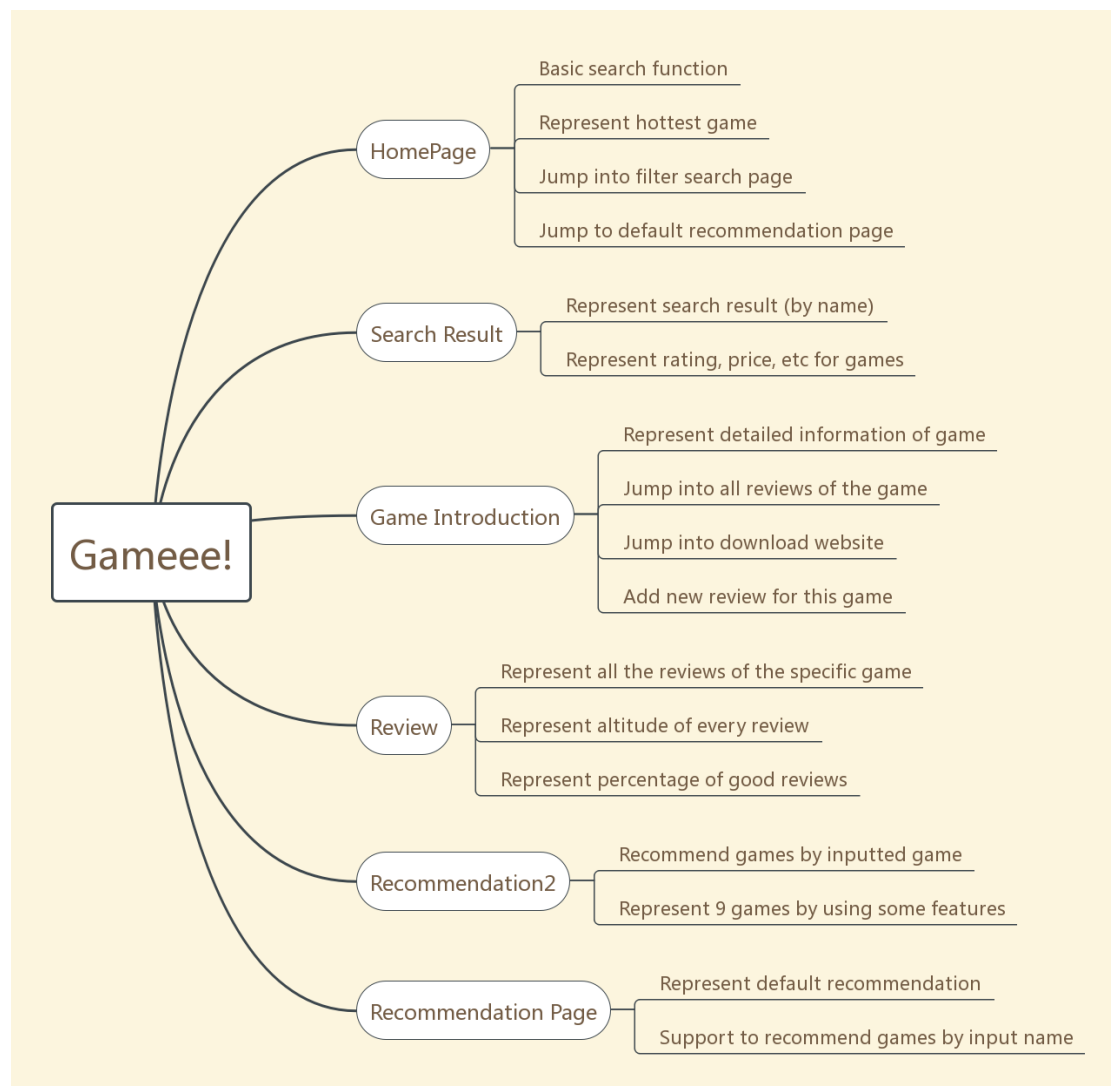 Gameee!
HomePage
Basic search function
Represent hottest game
Jump into filter search page
Jump to default recommendation page
Search Result
Represent search result (by name)
Represent rating, price, etc for games
Game Introduction
Represent detailed information of game
Jump into all reviews of the game
Jump into download website
Add new review for this game
Review
Represent all the reviews of the specific game
Represent altitude of every review
Represent percentage of good reviews
Recommendation2
Recommend games by inputted game
Represent 9 games by using some features
Recommendation Page
Represent default recommendation
Support to recommend games by input name